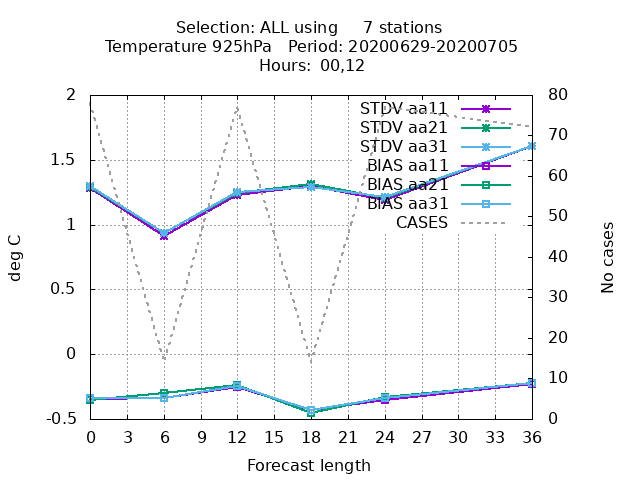 Selection: ALL using     7 stations
Temperature 925hPa   Period: 20200629-20200705
Hours:  00,12
STDV aa11
STDV aa21
STDV aa31
BIAS aa11
BIAS aa21
BIAS aa31
CASES
deg C
2
1.5
1
0.5
0
-0.5
80
70
60
50
40
30
20
10
0
No cases
0 3 6 9 12 15 18 21 24 27 30 33 36
Forecast length